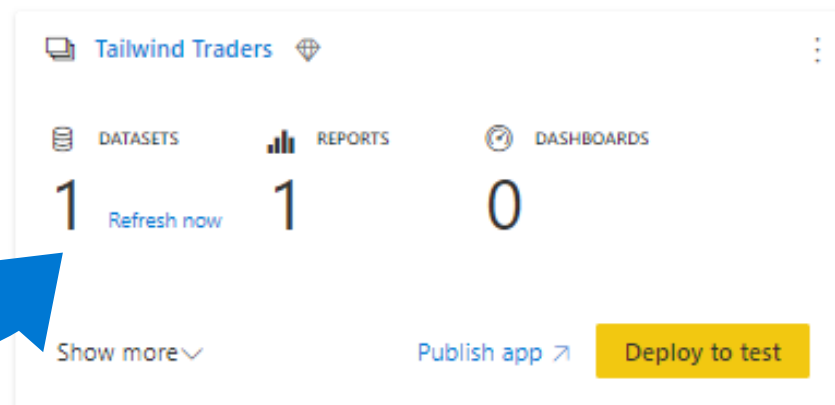 Tailwind Traders
DATASETS REPORTS DASHBOARDS
1 Refresh now 1 0
Show more Publish app Deploy to test